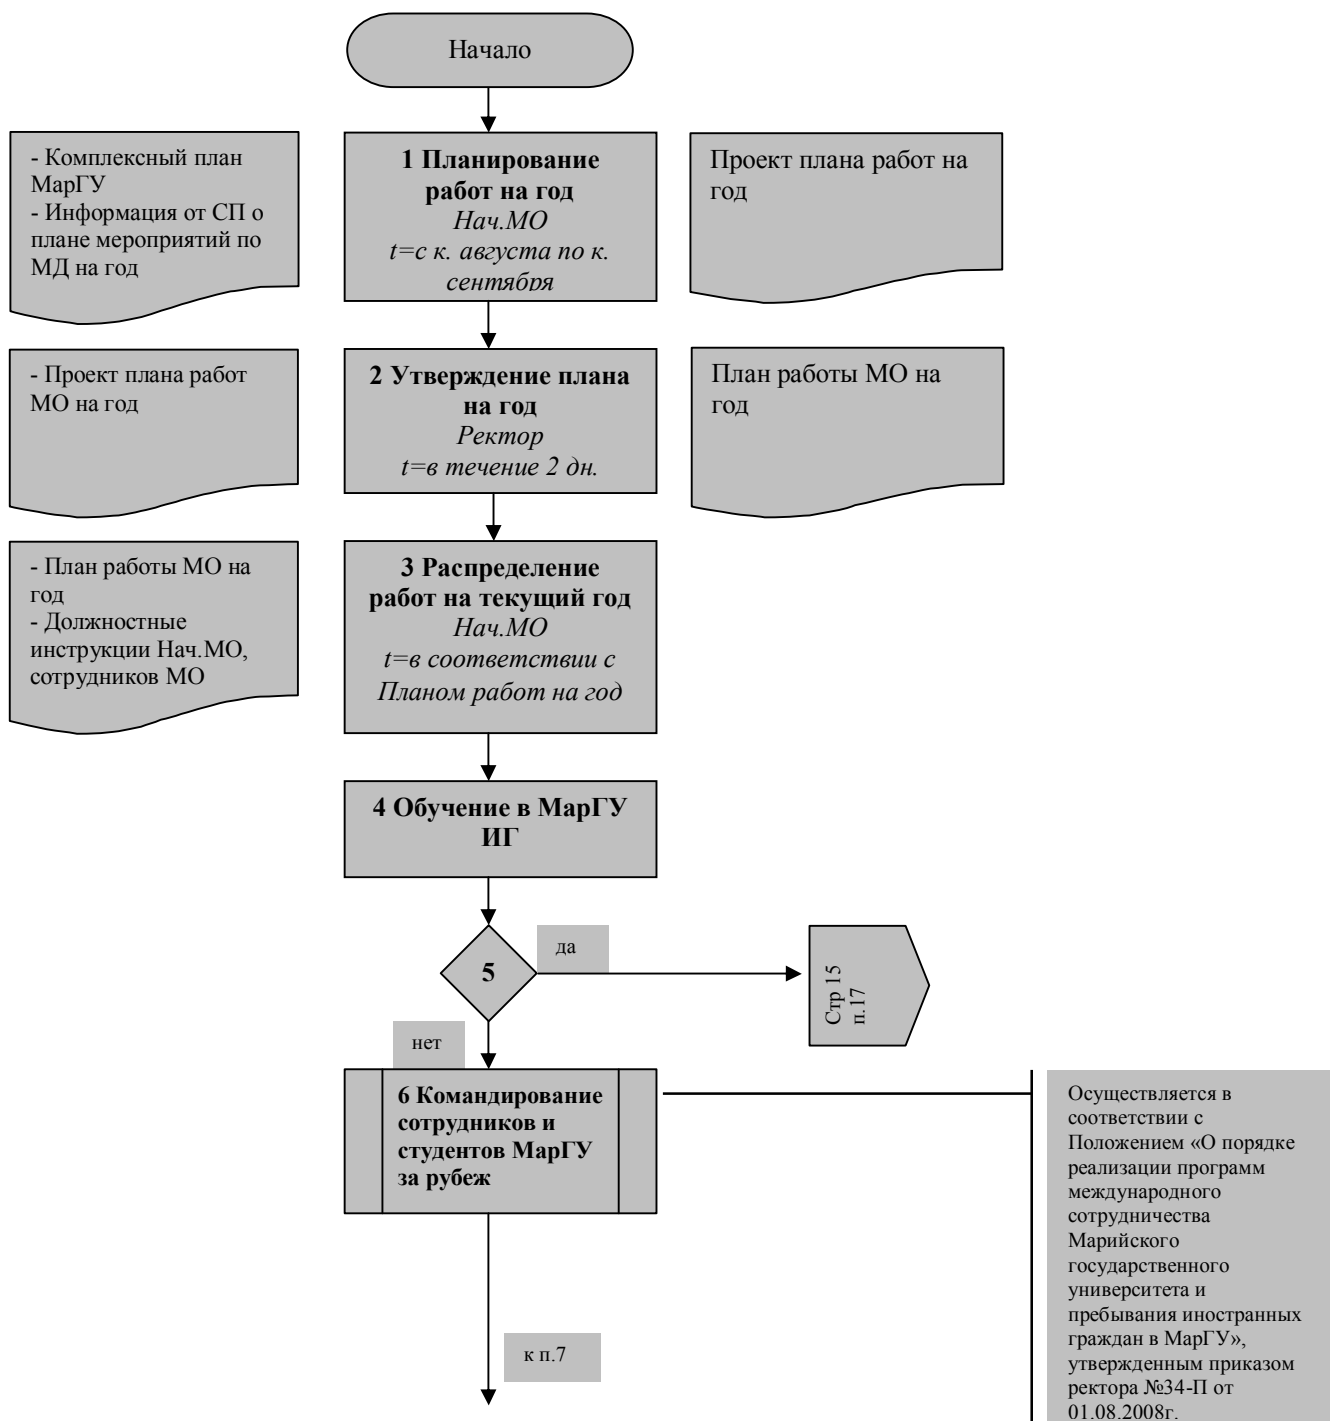 Начало
- Комплексный план
МарГУ
- Информация от СП о
плане мероприятий по
МД на год
1 Планирование
работ на год
Нач.МО
t=с к. августа по к.
сентября
Проект плана работ на
год
- Проект плана работ
МО на год
2 Утверждение плана
на год
Ректор
t=в течение 2 дн.
План работы МО на
год
- План работы МО на
год
- Должностные
инструкции Нач.МО,
сотрудников МО
3 Распределение
работ на текущий год
Нач.МО
t=в соответствии с
Планом работ на год
4 Обучение в МарГУ
ИГ
5
да
Стр 15
п.17
нет
6 Командирование
сотрудников и
студентов МарГУ
за рубеж
Осуществляется в
соответствии с
Положением «О порядке
реализации программ
международного
сотрудничества
Марийского
государственного
университета и
пребывания иностранных
граждан в МарГУ»,
утвержденным приказом
ректора №34-П от
01.08.2008г.
к п.7